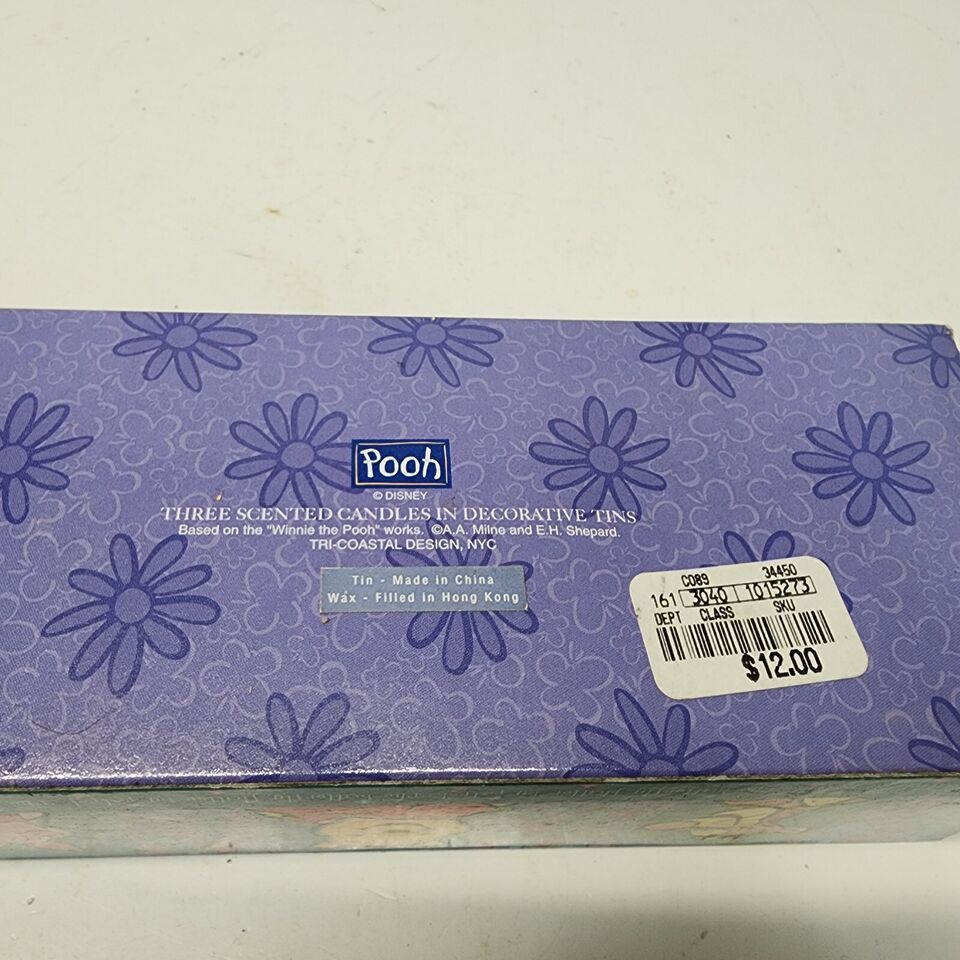 Pooh
© DISNEY
THREE SCENTED CANDLES IN DECORATIVE TINS
Based on the "Winnie the Pooh" works. ©A.A. Milne and E.H. Shepard.
TRI-COASTAL DESIGN, NYC
Tin - Made in China
Wax - Filled in Hong Kong
C089 34450
161 3040 1015273
DEPT CLASS SKU
$12.00